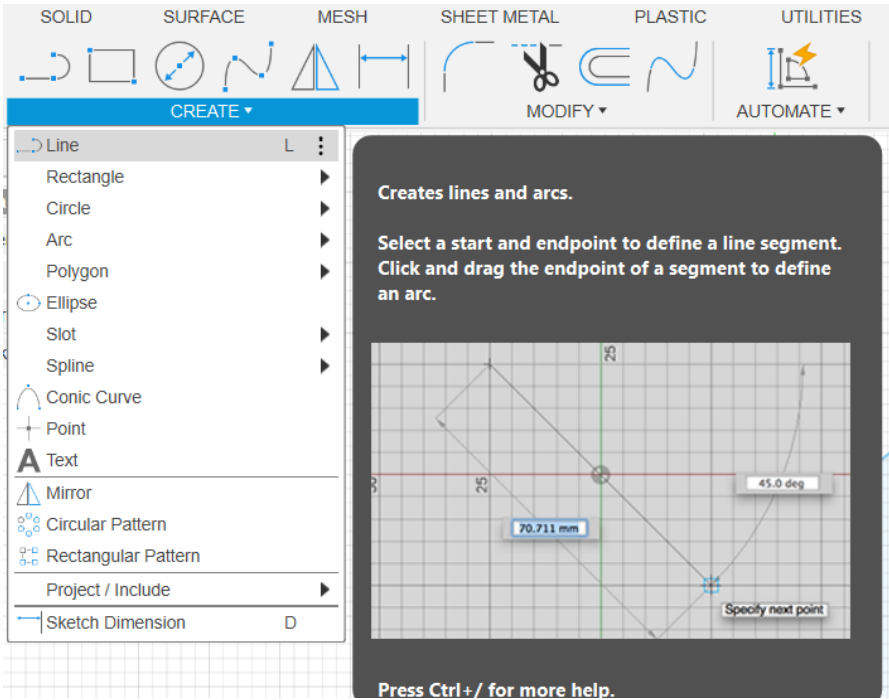 SOLID SURFACE MESH SHEET METAL PLASTIC UTILITIES
CREATE ▾ MODIFY ▾ AUTOMATE ▾
Line L
Rectangle
Circle
Arc
Polygon
Ellipse
Slot
Spline
Conic Curve
Point
A Text
Mirror
Circular Pattern
Rectangular Pattern
Project / Include
Sketch Dimension D
Creates lines and arcs.
Select a start and endpoint to define a line segment.
Click and drag the endpoint of a segment to define
an arc.
25
25
45.0 deg
70.711 mm
Specify next point
Press Ctrl+/ for more help.